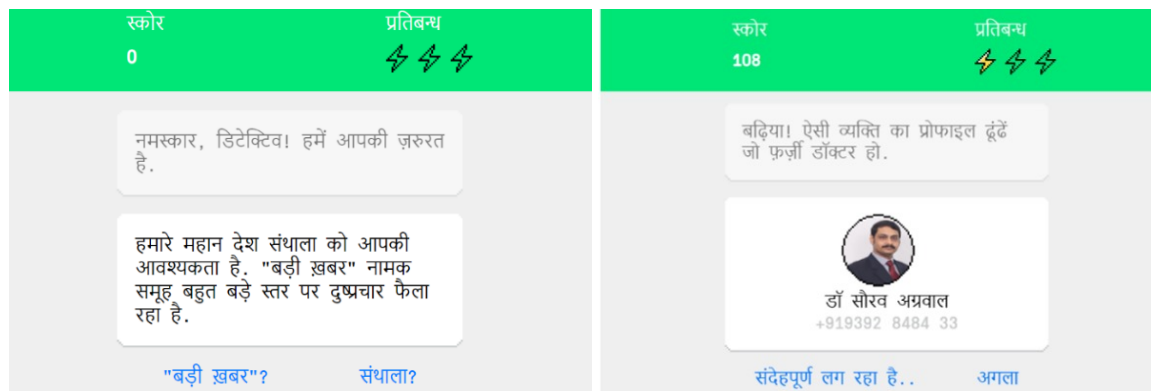 स्कोर प्रतिबन्ध
0
नमस्कार, डिटेक्टिव! हमें आपकी ज़रुरत
है.
हमारे महान देश संथाला को आपकी
आवश्यकता है. "बड़ी ख़बर" नामक
समूह बहुत बड़े स्तर पर दुष्प्रचार फैला
रहा है.
"बड़ी ख़बर"? संथाला?
स्कोर प्रतिबन्ध
108
बढ़िया! ऐसी व्यक्ति का प्रोफाइल ढूंढें
जो फ़र्ज़ी डॉक्टर हो.
डॉ सौरव अग्रवाल
+919392 8484 33
संदेहपूर्ण लग रहा है.. अगला